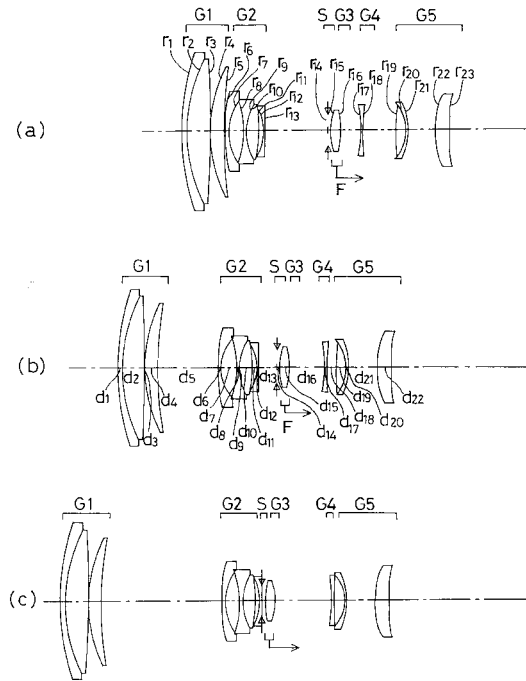 G1 G2 S G3 G4 G5
r1 r2 r3 r4 r5 r6 r7 r8 r9 r10 r11 r12 r13 r14 r15 r16 r17 r18 r19 r20 r21 r22 r23
(a)
F
G1 G2 S G3 G4 G5
(b)
d1 d2 d3 d4 d5 d6 d7 d8 d9 d10 d11 d12 d13 d14 d15 d16 d17 d18 d19 d20 d21 d22
F
G1 G2 S G3 G4 G5
(c)